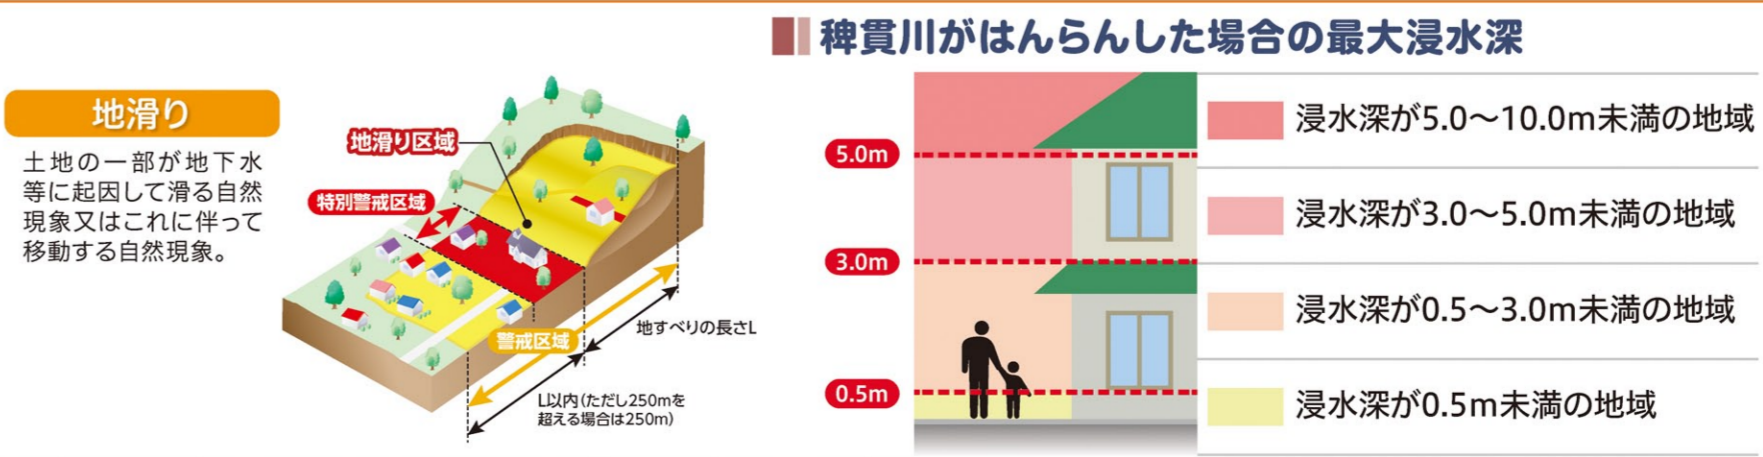 地滑り
土地の一部が地下水
等に起因して滑る自然
現象又はこれに伴って
移動する自然現象。
地滑り区域
特別警戒区域
警戒区域
地すべりの長さL
L以内(ただし250mを
超える場合は250m)
稗貫川がはんらんした場合の最大浸水深
5.0m
3.0m
0.5m
浸水深が5.0～10.0m未満の地域
浸水深が3.0～5.0m未満の地域
浸水深が0.5～3.0m未満の地域
浸水深が0.5m未満の地域